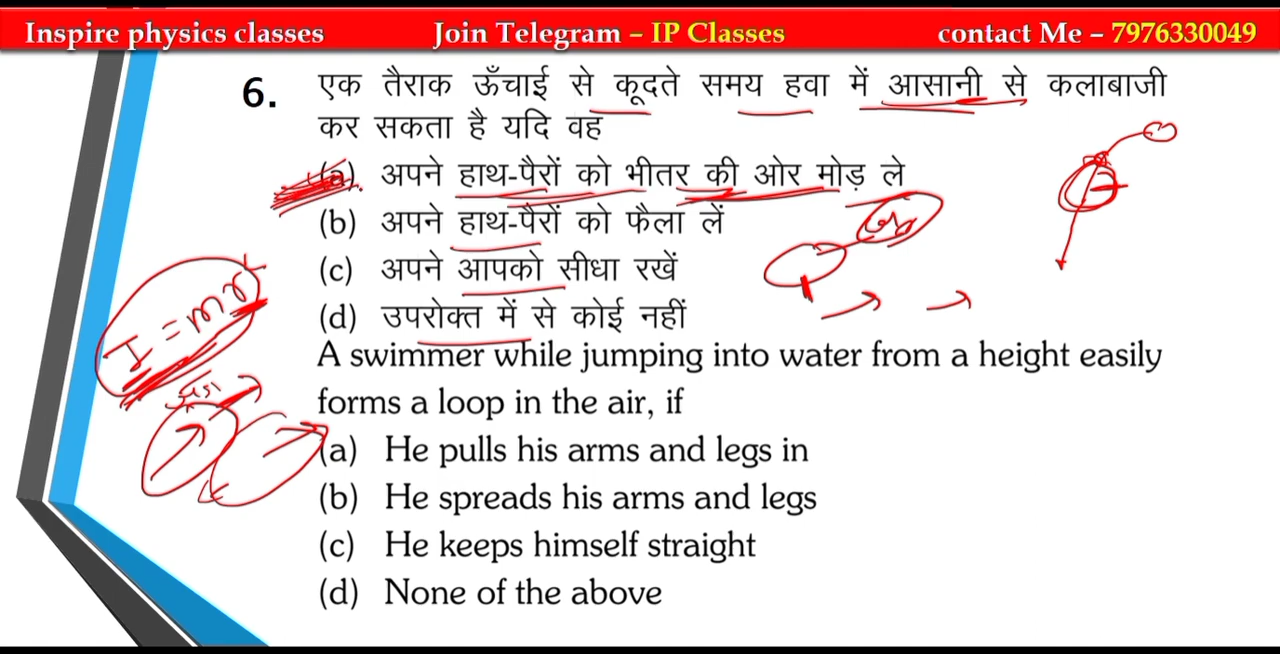 Inspire physics classes Join Telegram – IP Classes contact Me – 7976330049
6. एक तैराक ऊँचाई से कूदते समय हवा में आसानी से कलाबाजी
कर सकता है यदि वह
(a). अपने हाथ-पैरों को भीतर की ओर मोड़ ले
(b) अपने हाथ-पैरों को फैला लें
(c) अपने आपको सीधा रखें
(d) उपरोक्त में से कोई नहीं
I = mr²
A swimmer while jumping into water from a height easily
forms a loop in the air, if
(a) He pulls his arms and legs in
(b) He spreads his arms and legs
(c) He keeps himself straight
(d) None of the above